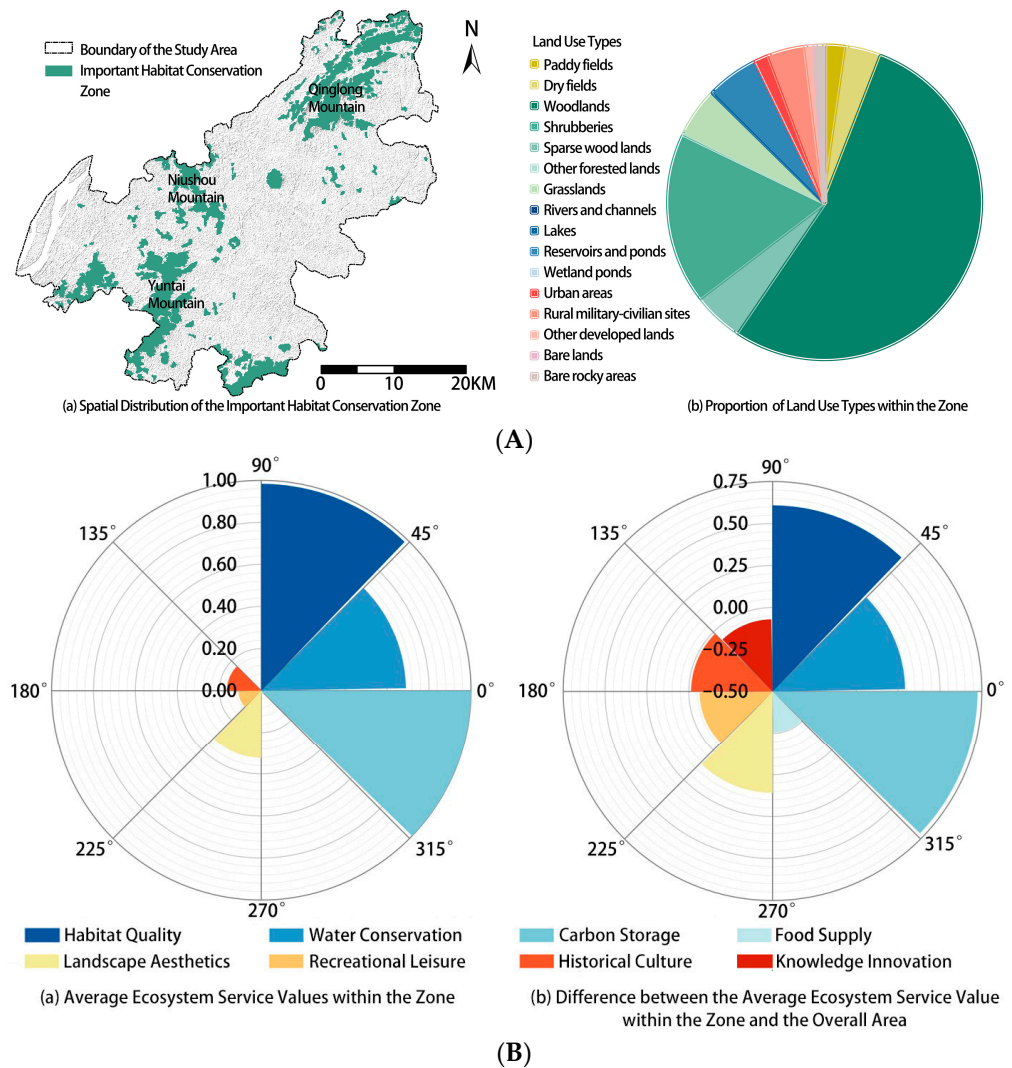 N
Boundary of the Study Area
Important Habitat Conservation
Zone
Qinglong
Mountain
Niushou
Mountain
Yuntai
Mountain
0 10 20KM
(a) Spatial Distribution of the Important Habitat Conservation Zone
Land Use Types
Paddy fields
Dry fields
Woodlands
Shrubberies
Sparse wood lands
Other forested lands
Grasslands
Rivers and channels
Lakes
Reservoirs and ponds
Wetland ponds
Urban areas
Rural military-civilian sites
Other developed lands
Bare lands
Bare rocky areas
(b) Proportion of Land Use Types within the Zone
(A)
90°
1.00
0.80
0.60
0.40
0.20
0.00
45°
135°
180°
0°
225°
315°
270°
90°
0.75
0.50
0.25
0.00
−0.25
−0.50
45°
135°
180°
0°
225°
315°
270°
Habitat Quality
Water Conservation
Carbon Storage
Food Supply
Landscape Aesthetics
Recreational Leisure
Historical Culture
Knowledge Innovation
(a) Average Ecosystem Service Values within the Zone
(b) Difference between the Average Ecosystem Service Value
within the Zone and the Overall Area
(B)